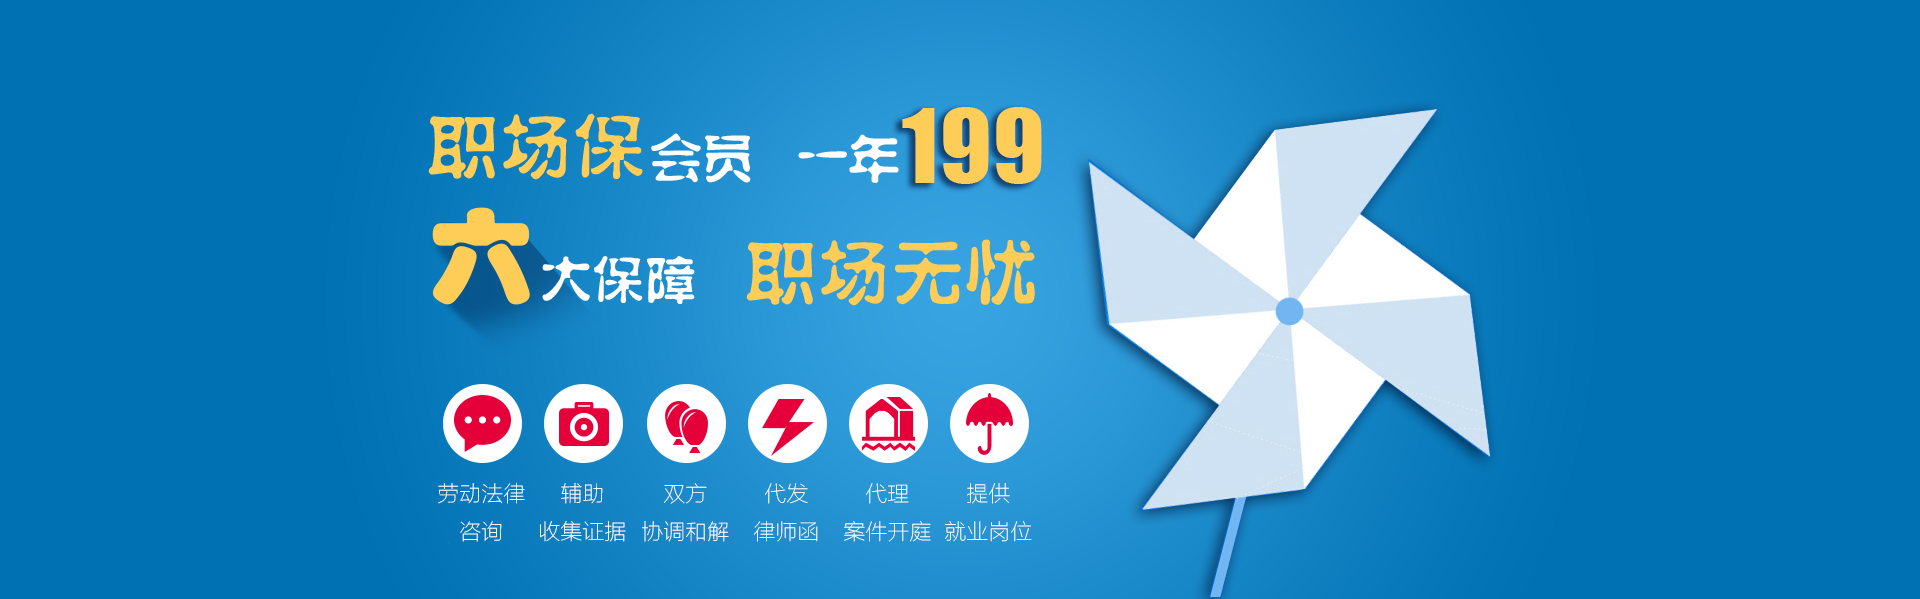 职场保会员 一年199
六大保障 职场无忧
劳动法律 辅助 双方 代发 代理 提供
咨询 收集证据 协调和解 律师函 案件开庭 就业岗位